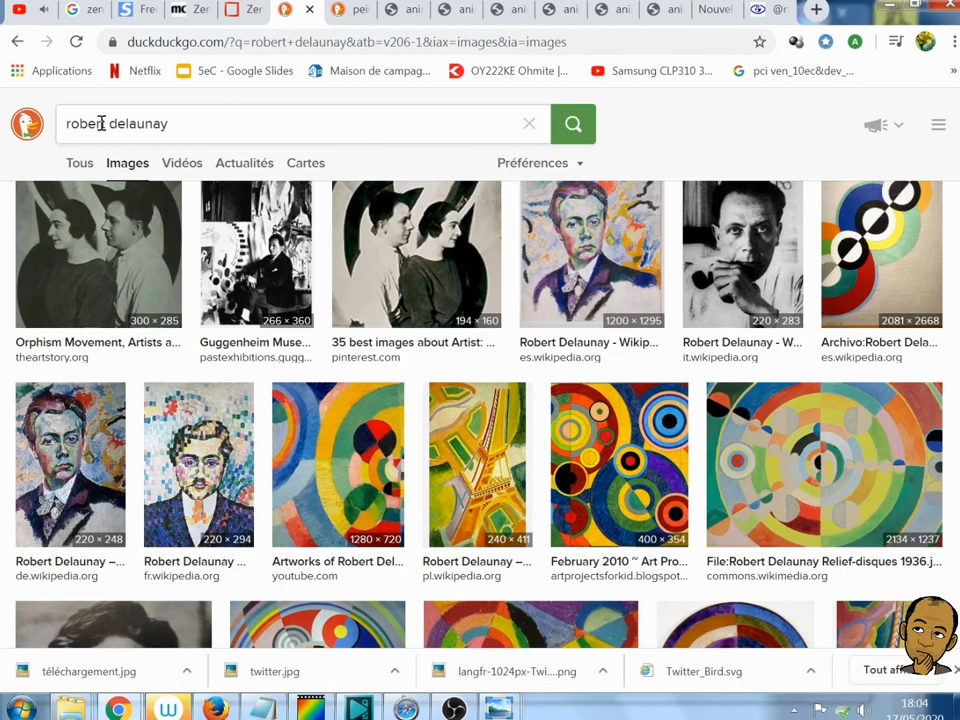 zen
Fre
mc
Zer
Zer
pei
ani
ani
ani
ani
ani
ani
Nouvel
@r
duckduckgo.com/?q=robert+delaunay&atb=v206-1&iax=images&ia=images
Applications
Netflix
5eC - Google Slides
Maison de campag...
OY222KE Ohmite |...
Samsung CLP310 3...
pci ven_10ec&dev_...
»
robert delaunay
Tous
Images
Vidéos
Actualités
Cartes
Préférences
300 × 285
266 × 360
194 × 160
1200 × 1295
220 × 283
2081 × 2668
Orphism Movement, Artists a...
Guggenheim Muse...
35 best images about Artist: ...
Robert Delaunay - Wikip...
Robert Delaunay - W...
Archivo:Robert Dela...
theartstory.org
pastexhibitions.gugg...
pinterest.com
es.wikipedia.org
it.wikipedia.org
es.wikipedia.org
220 × 248
220 × 294
1280 × 720
240 × 411
400 × 354
2134 × 1237
Robert Delaunay –...
Robert Delaunay ...
Artworks of Robert Del...
Robert Delaunay –...
February 2010 ~ Art Pro...
File:Robert Delaunay Relief-disques 1936.j...
de.wikipedia.org
fr.wikipedia.org
youtube.com
pl.wikipedia.org
artprojectsforkid.blogspot...
commons.wikimedia.org
téléchargement.jpg
twitter.jpg
langfr-1024px-Twi....png
Twitter_Bird.svg
Tout aff
18:04
17/05/2020